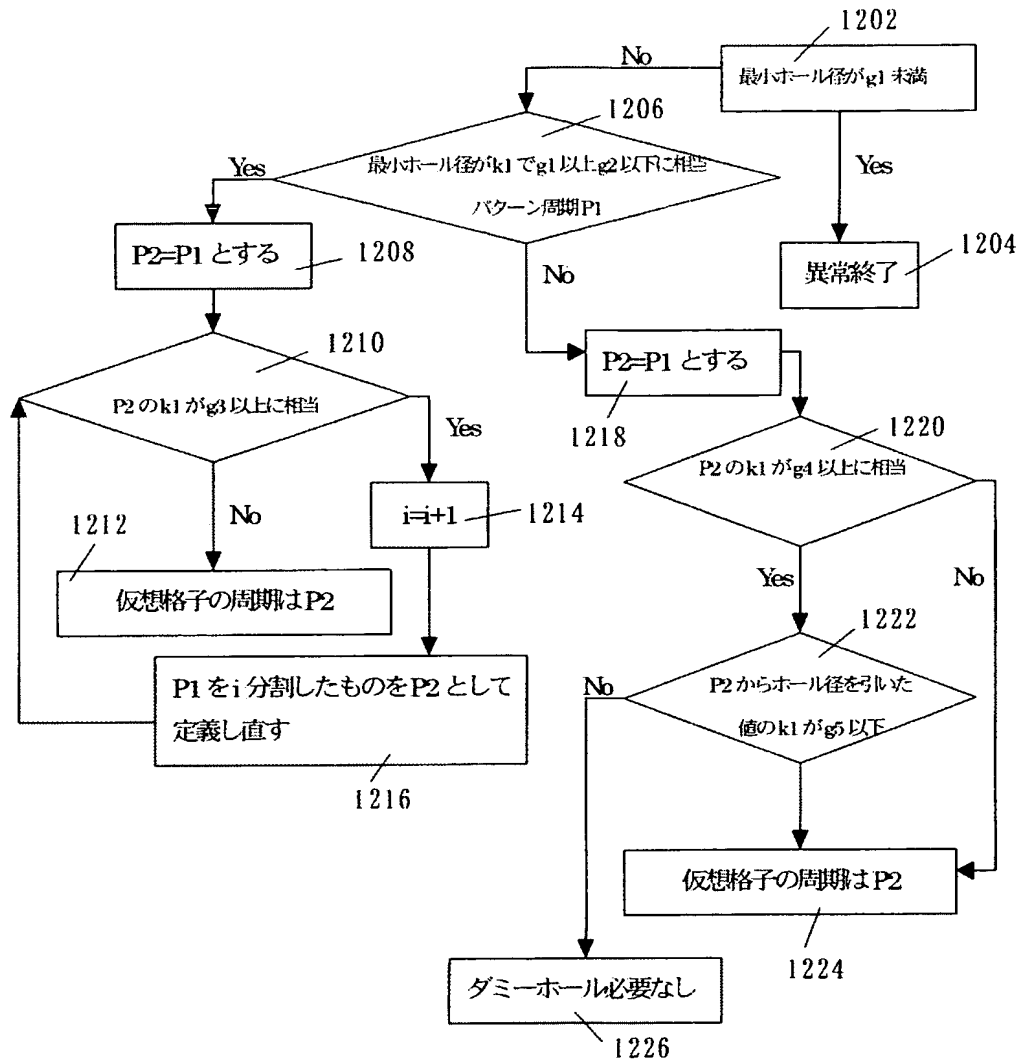 1202
No
最小ホール径がg1未満
1206
最小ホール径がk1でg1以上g2以下に相当
パターン周期P1
Yes
Yes
1204
異常終了
P2=P1とする
1208
No
1210
P2のk1がg3以上に相当
P2=P1とする
1218
Yes
1220
P2のk1がg4以上に相当
i=i+1
1214
No
1212
仮想格子の周期はP2
Yes
No
1222
P1をi分割したものをP2として
定義し直す
No
P2からホール径を引いた
値のk1がg5以下
1216
仮想格子の周期はP2
1224
ダミーホール必要なし
1226